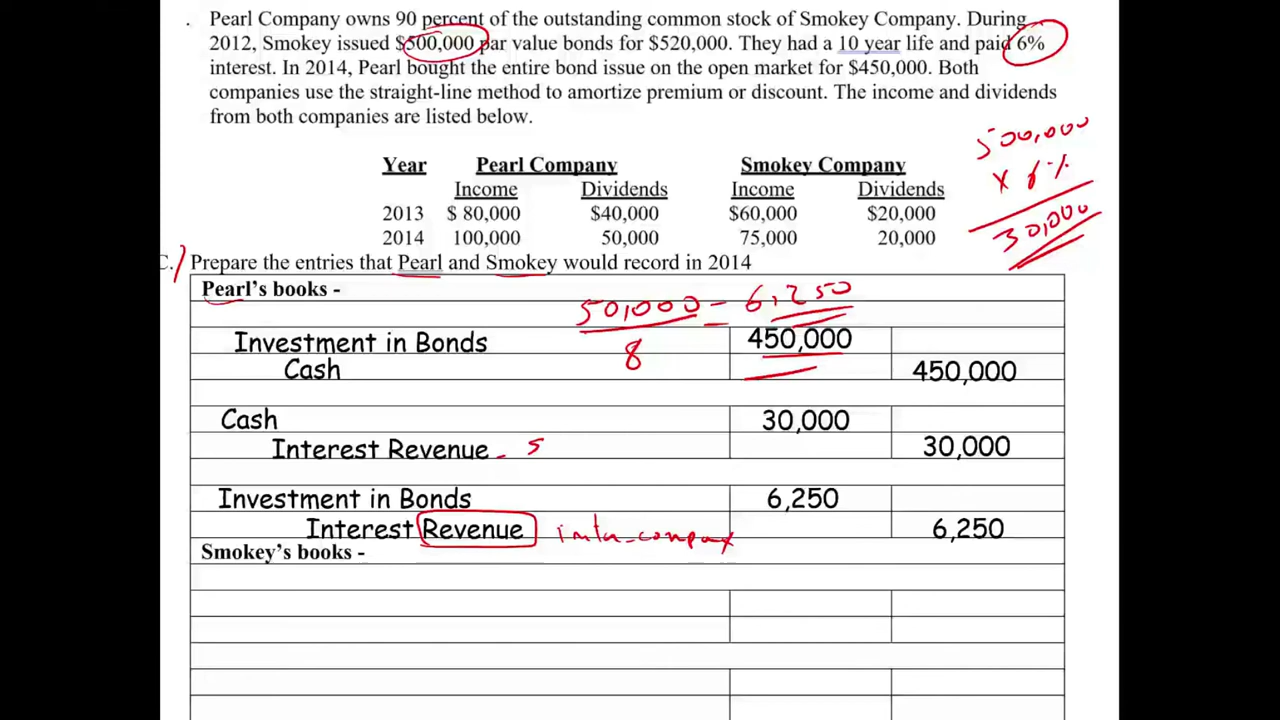 . Pearl Company owns 90 percent of the outstanding common stock of Smokey Company. During
2012, Smokey issued $500,000 par value bonds for $520,000. They had a 10 year life and paid 6%
interest. In 2014, Pearl bought the entire bond issue on the open market for $450,000. Both
companies use the straight-line method to amortize premium or discount. The income and dividends
from both companies are listed below.
500,000
x 6%
30,000
Year Pearl Company Smokey Company
Income Dividends Income Dividends
2013 $ 80,000 $40,000 $60,000 $20,000
2014 100,000 50,000 75,000 20,000
C.) Prepare the entries that Pearl and Smokey would record in 2014
Pearl's books -
50,000 = 6,250
8
Investment in Bonds 450,000
Cash 450,000
Cash 30,000
Interest Revenue - S 30,000
Investment in Bonds 6,250
Interest Revenue 6,250
Smokey's books -